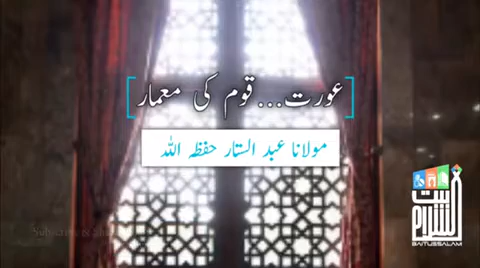 [عورت...قوم کی معمار]
مولانا عبد الستار حفظہ اللہ
بیت السلام
BAITUSSALAM